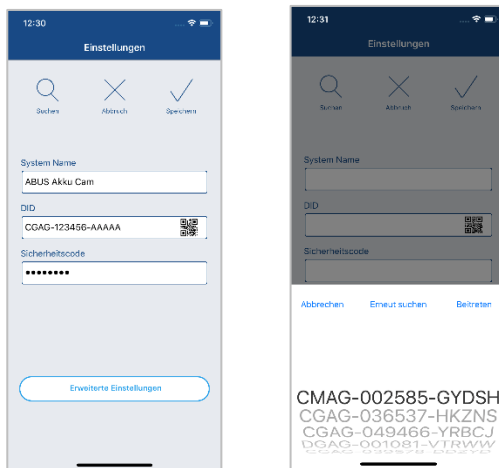 12:30
Einstellungen
Suchen Abbruch Speichern
System Name
ABUS Akku Cam
DID
CGAG-123456-AAAAA
Sicherheitscode
••••••••
Erweiterte Einstellungen
12:31
Einstellungen
Suchen Abbruch Speichern
System Name
DID
Sicherheitscode
Abbrechen Erneut suchen Beitreten
CMAG-002585-GYDSH
CGAG-036537-HKZNS
CGAG-049466-YRBCJ
DGAG-001081-VTRWW